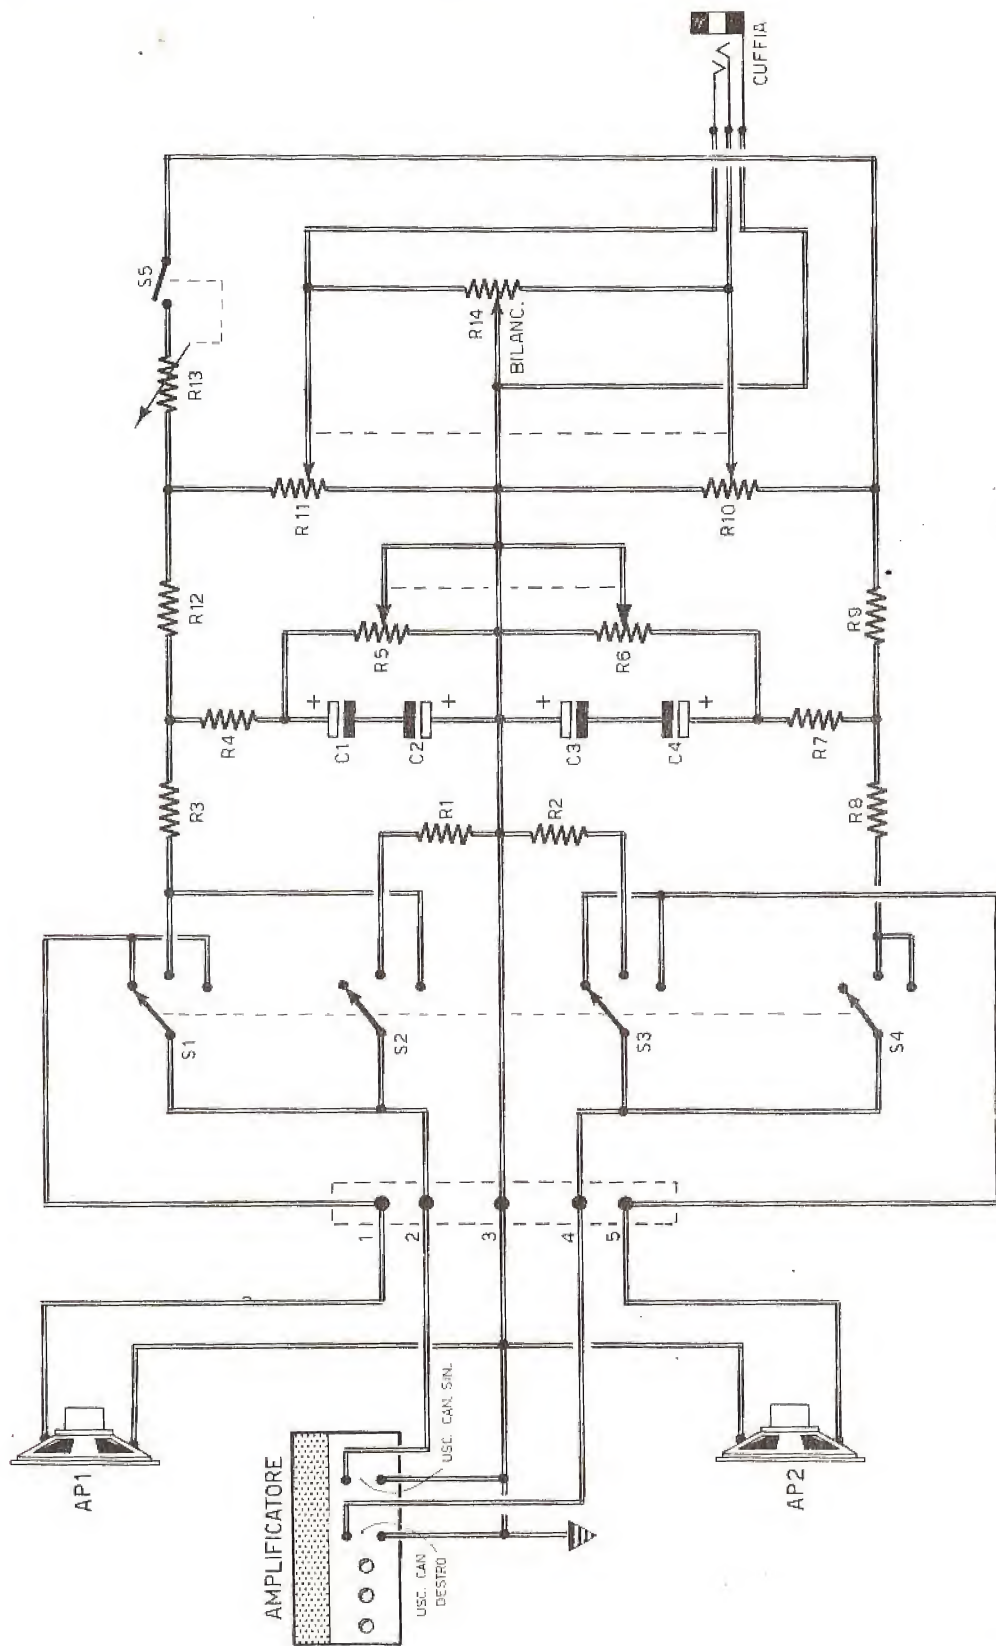 AP1
AMPLIFICATORE
USC. CAN
DESTRO
USC. CAN. SIN.
AP2
1
2
3
4
5
S1
S2
S3
S4
R3
R1
R2
R8
R4
+
C1
C2
+
+
C3
C4
+
R7
R12
R5
R6
R9
R11
R10
R13
S5
R14
BILANC.
CUFFIA